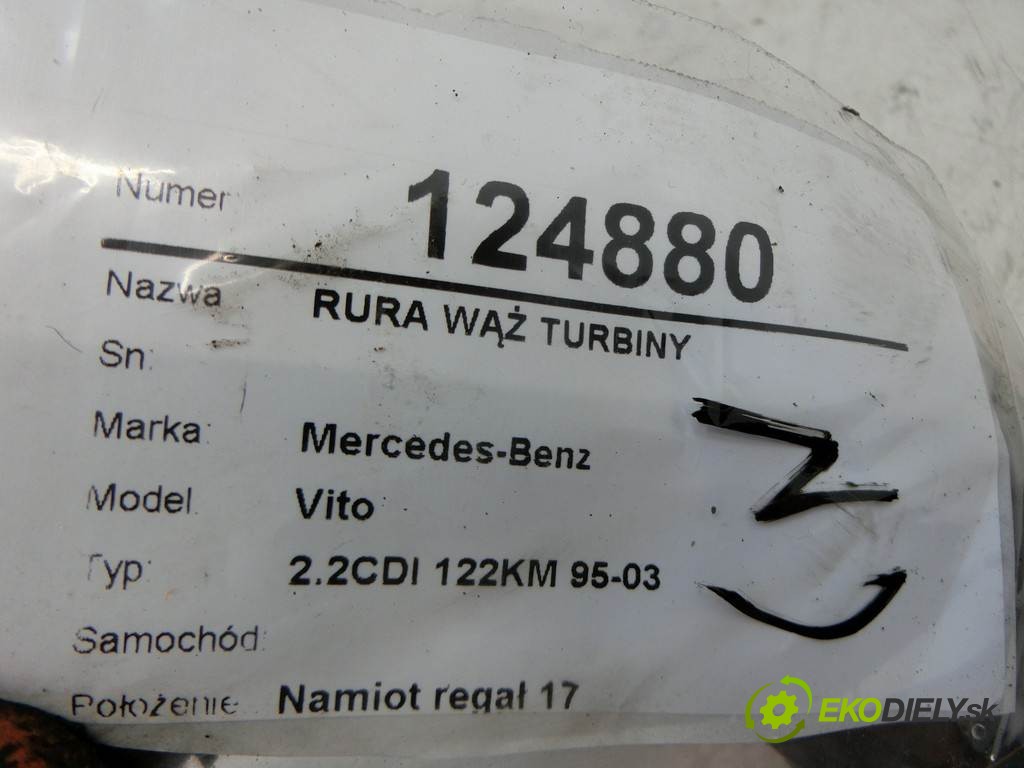 Numer 124880
Nazwa RURA WĄŻ TURBINY
Sn:
Marka: Mercedes-Benz
Model. Vito
Typ: 2.2CDI 122KM 95-03
Samochód:
Położenie Namiot regał 17
EKODIELY.sk